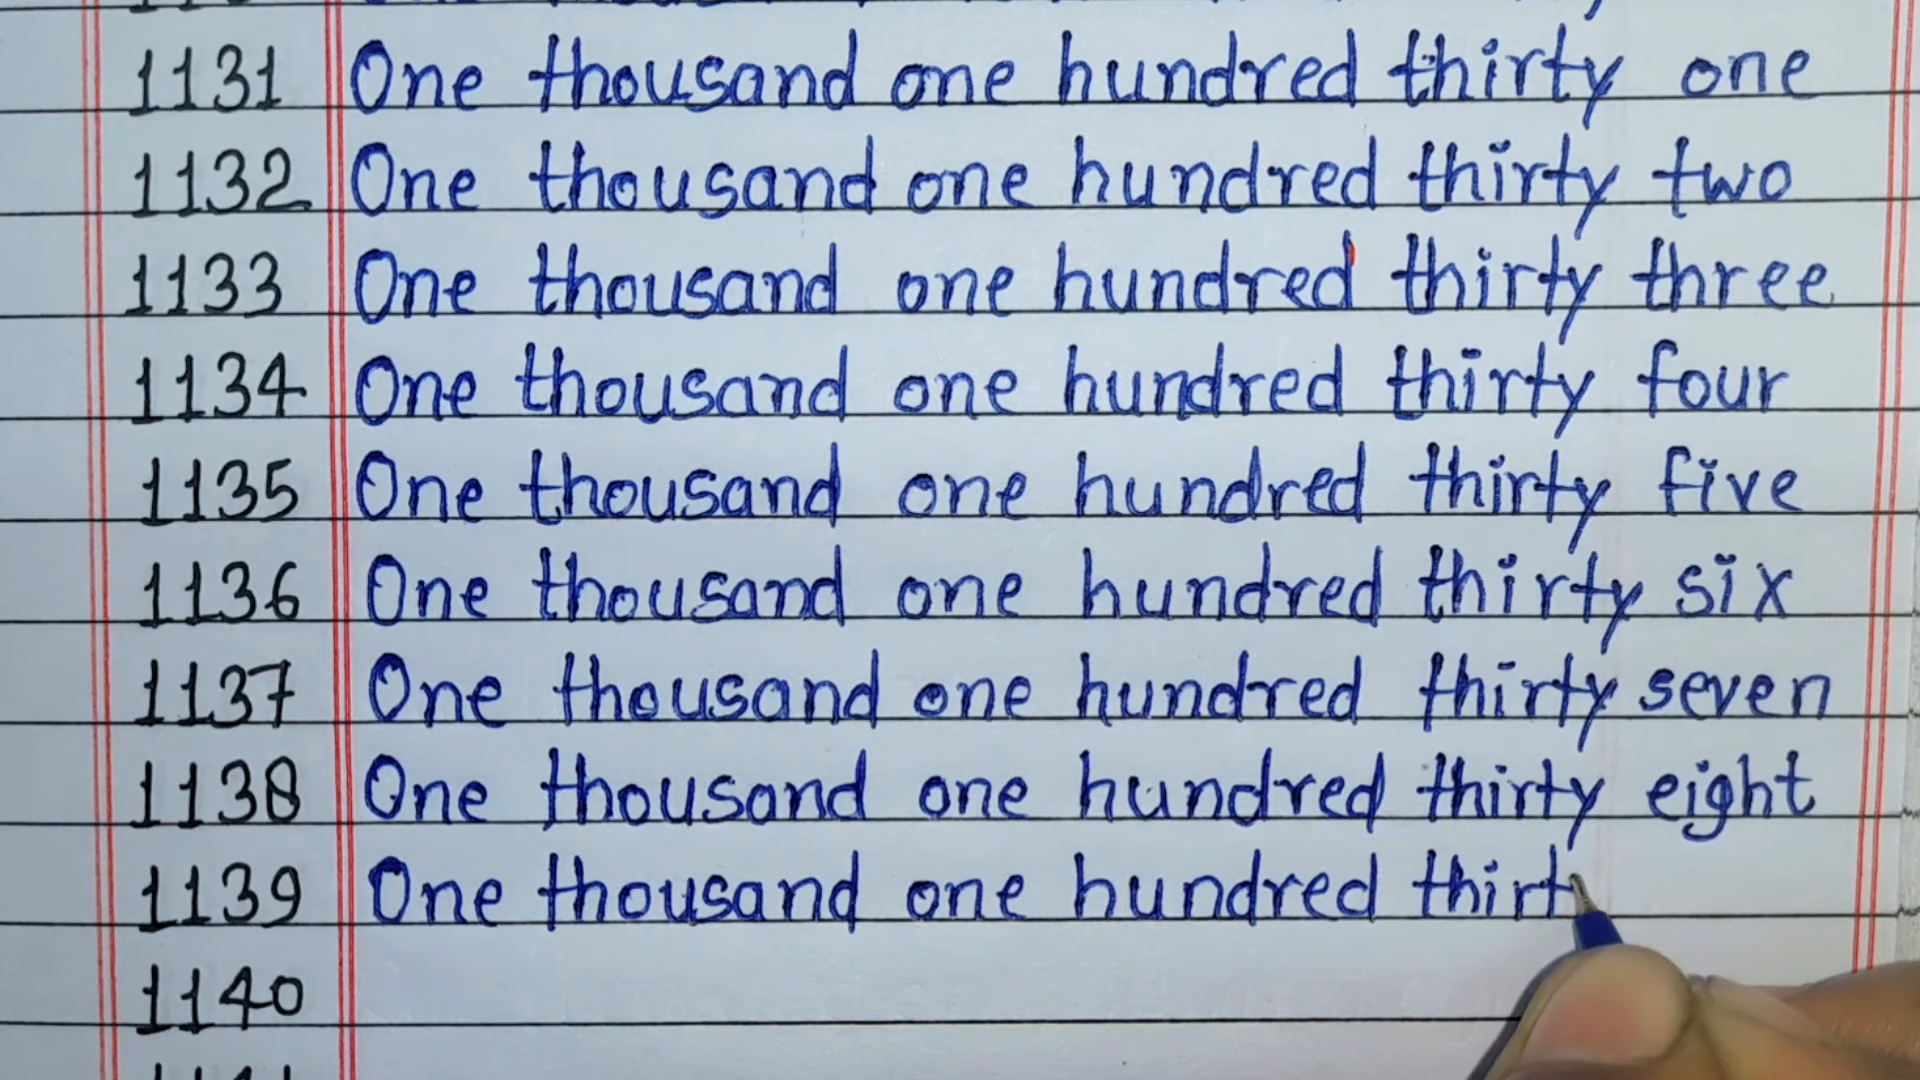 1131 One thousand one hundred thirty one
1132 One thousand one hundred thirty two
1133 One thousand one hundred thirty three
1134 One thousand one hundred thirty four
1135 One thousand one hundred thirty five
1136 One thousand one hundred thirty six
1137 One thousand one hundred thirty seven
1138 One thousand one hundred thirty eight
1139 One thousand one hundred thirt
1140